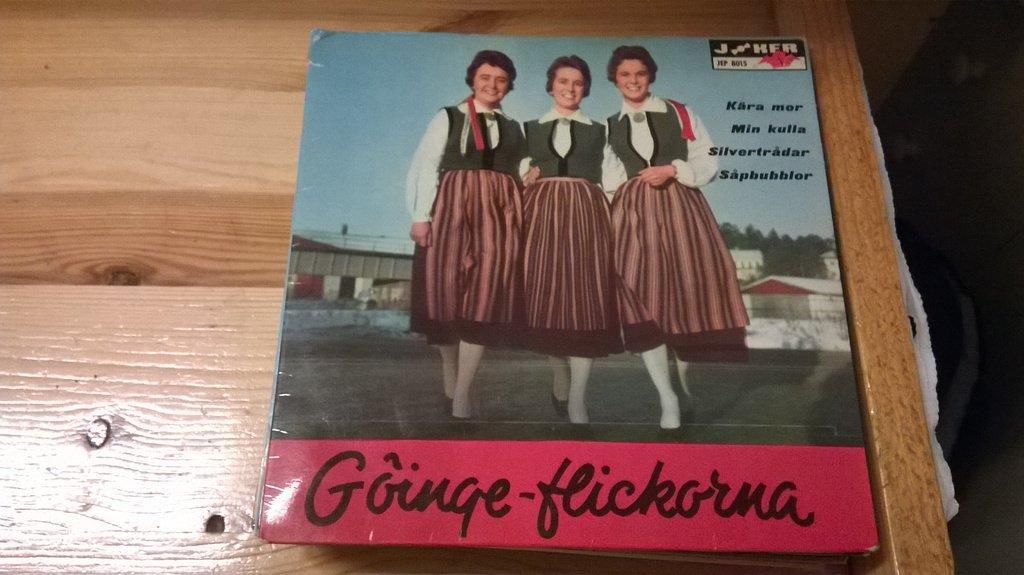 JOKER
JEP 8015
Kära mor
Min kulla
Silvertrådar
Såpbubblor
Göinge-flickorna